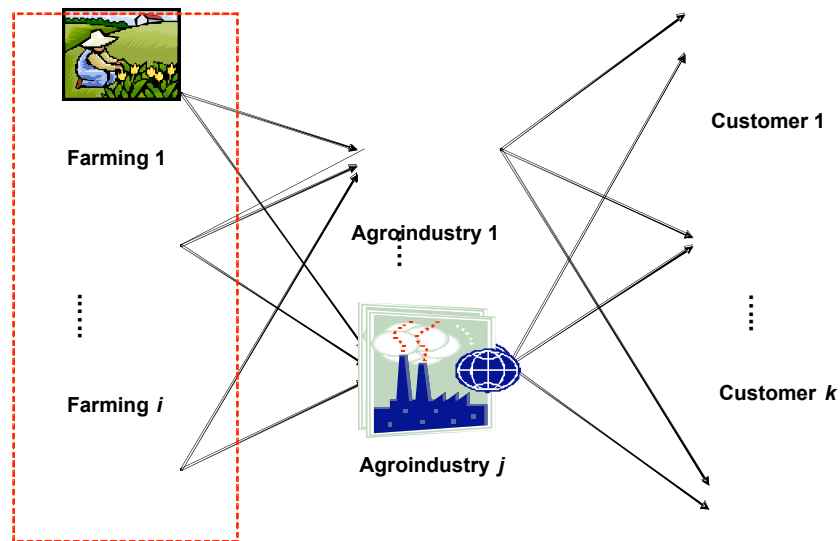 Farming 1
Farming i
Agroindustry 1
Agroindustry j
Customer 1
Customer k